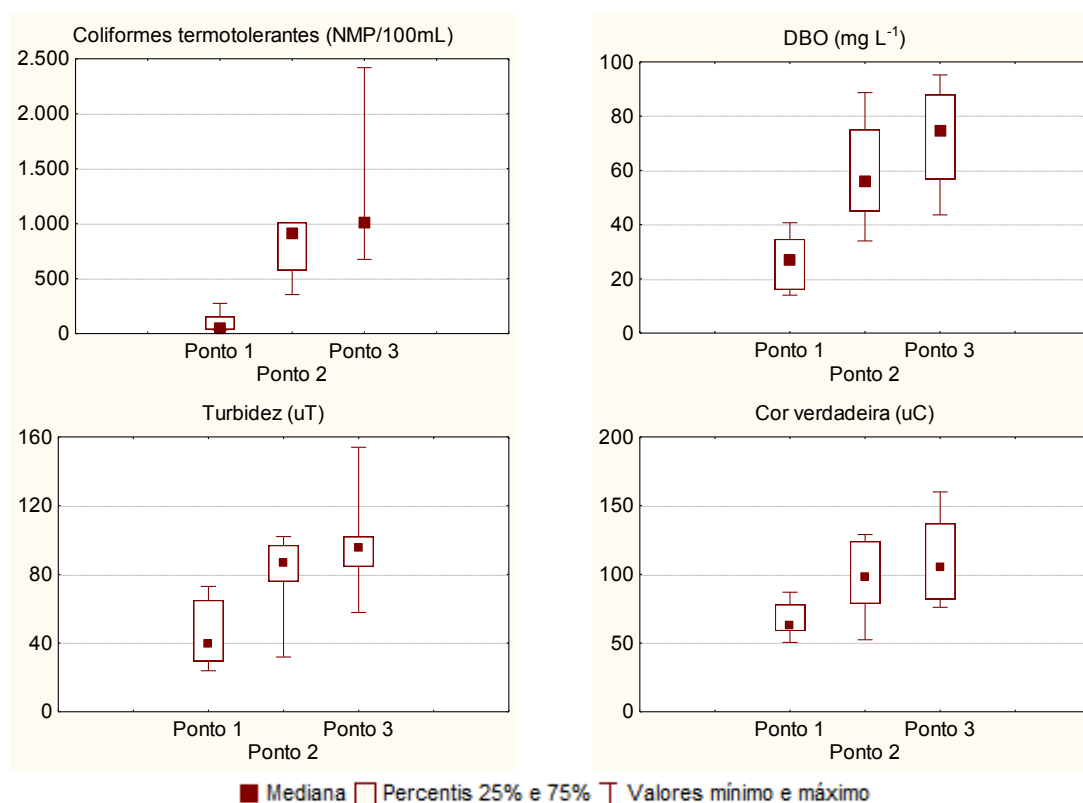 Coliformes termotolerantes (NMP/100mL)
2.500
2.000
1.500
1.000
500
0
Ponto 1
Ponto 3
Ponto 2
DBO (mg L⁻¹)
100
80
60
40
20
0
Ponto 1
Ponto 3
Ponto 2
Turbidez (uT)
160
120
80
40
0
Ponto 1
Ponto 3
Ponto 2
Cor verdadeira (uC)
200
150
100
50
0
Ponto 1
Ponto 3
Ponto 2
Mediana Percentis 25% e 75% Valores mínimo e máximo